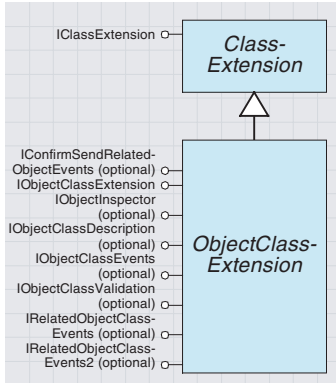 IClassExtension
Class-
Extension
IConfirmSendRelated-
ObjectEvents (optional)
IObjectClassExtension
IObjectInspector
(optional)
IObjectClassDescription
(optional)
IObjectClassEvents
(optional)
IObjectClassValidation
(optional)
IRelatedObjectClass-
Events (optional)
IRelatedObjectClass-
Events2 (optional)
ObjectClass-
Extension